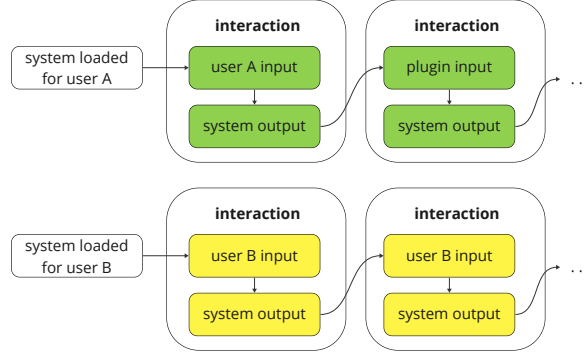 interaction
interaction
system loaded
for user A
user A input
plugin input
system output
system output
. .
interaction
interaction
system loaded
for user B
user B input
user B input
system output
system output
. .